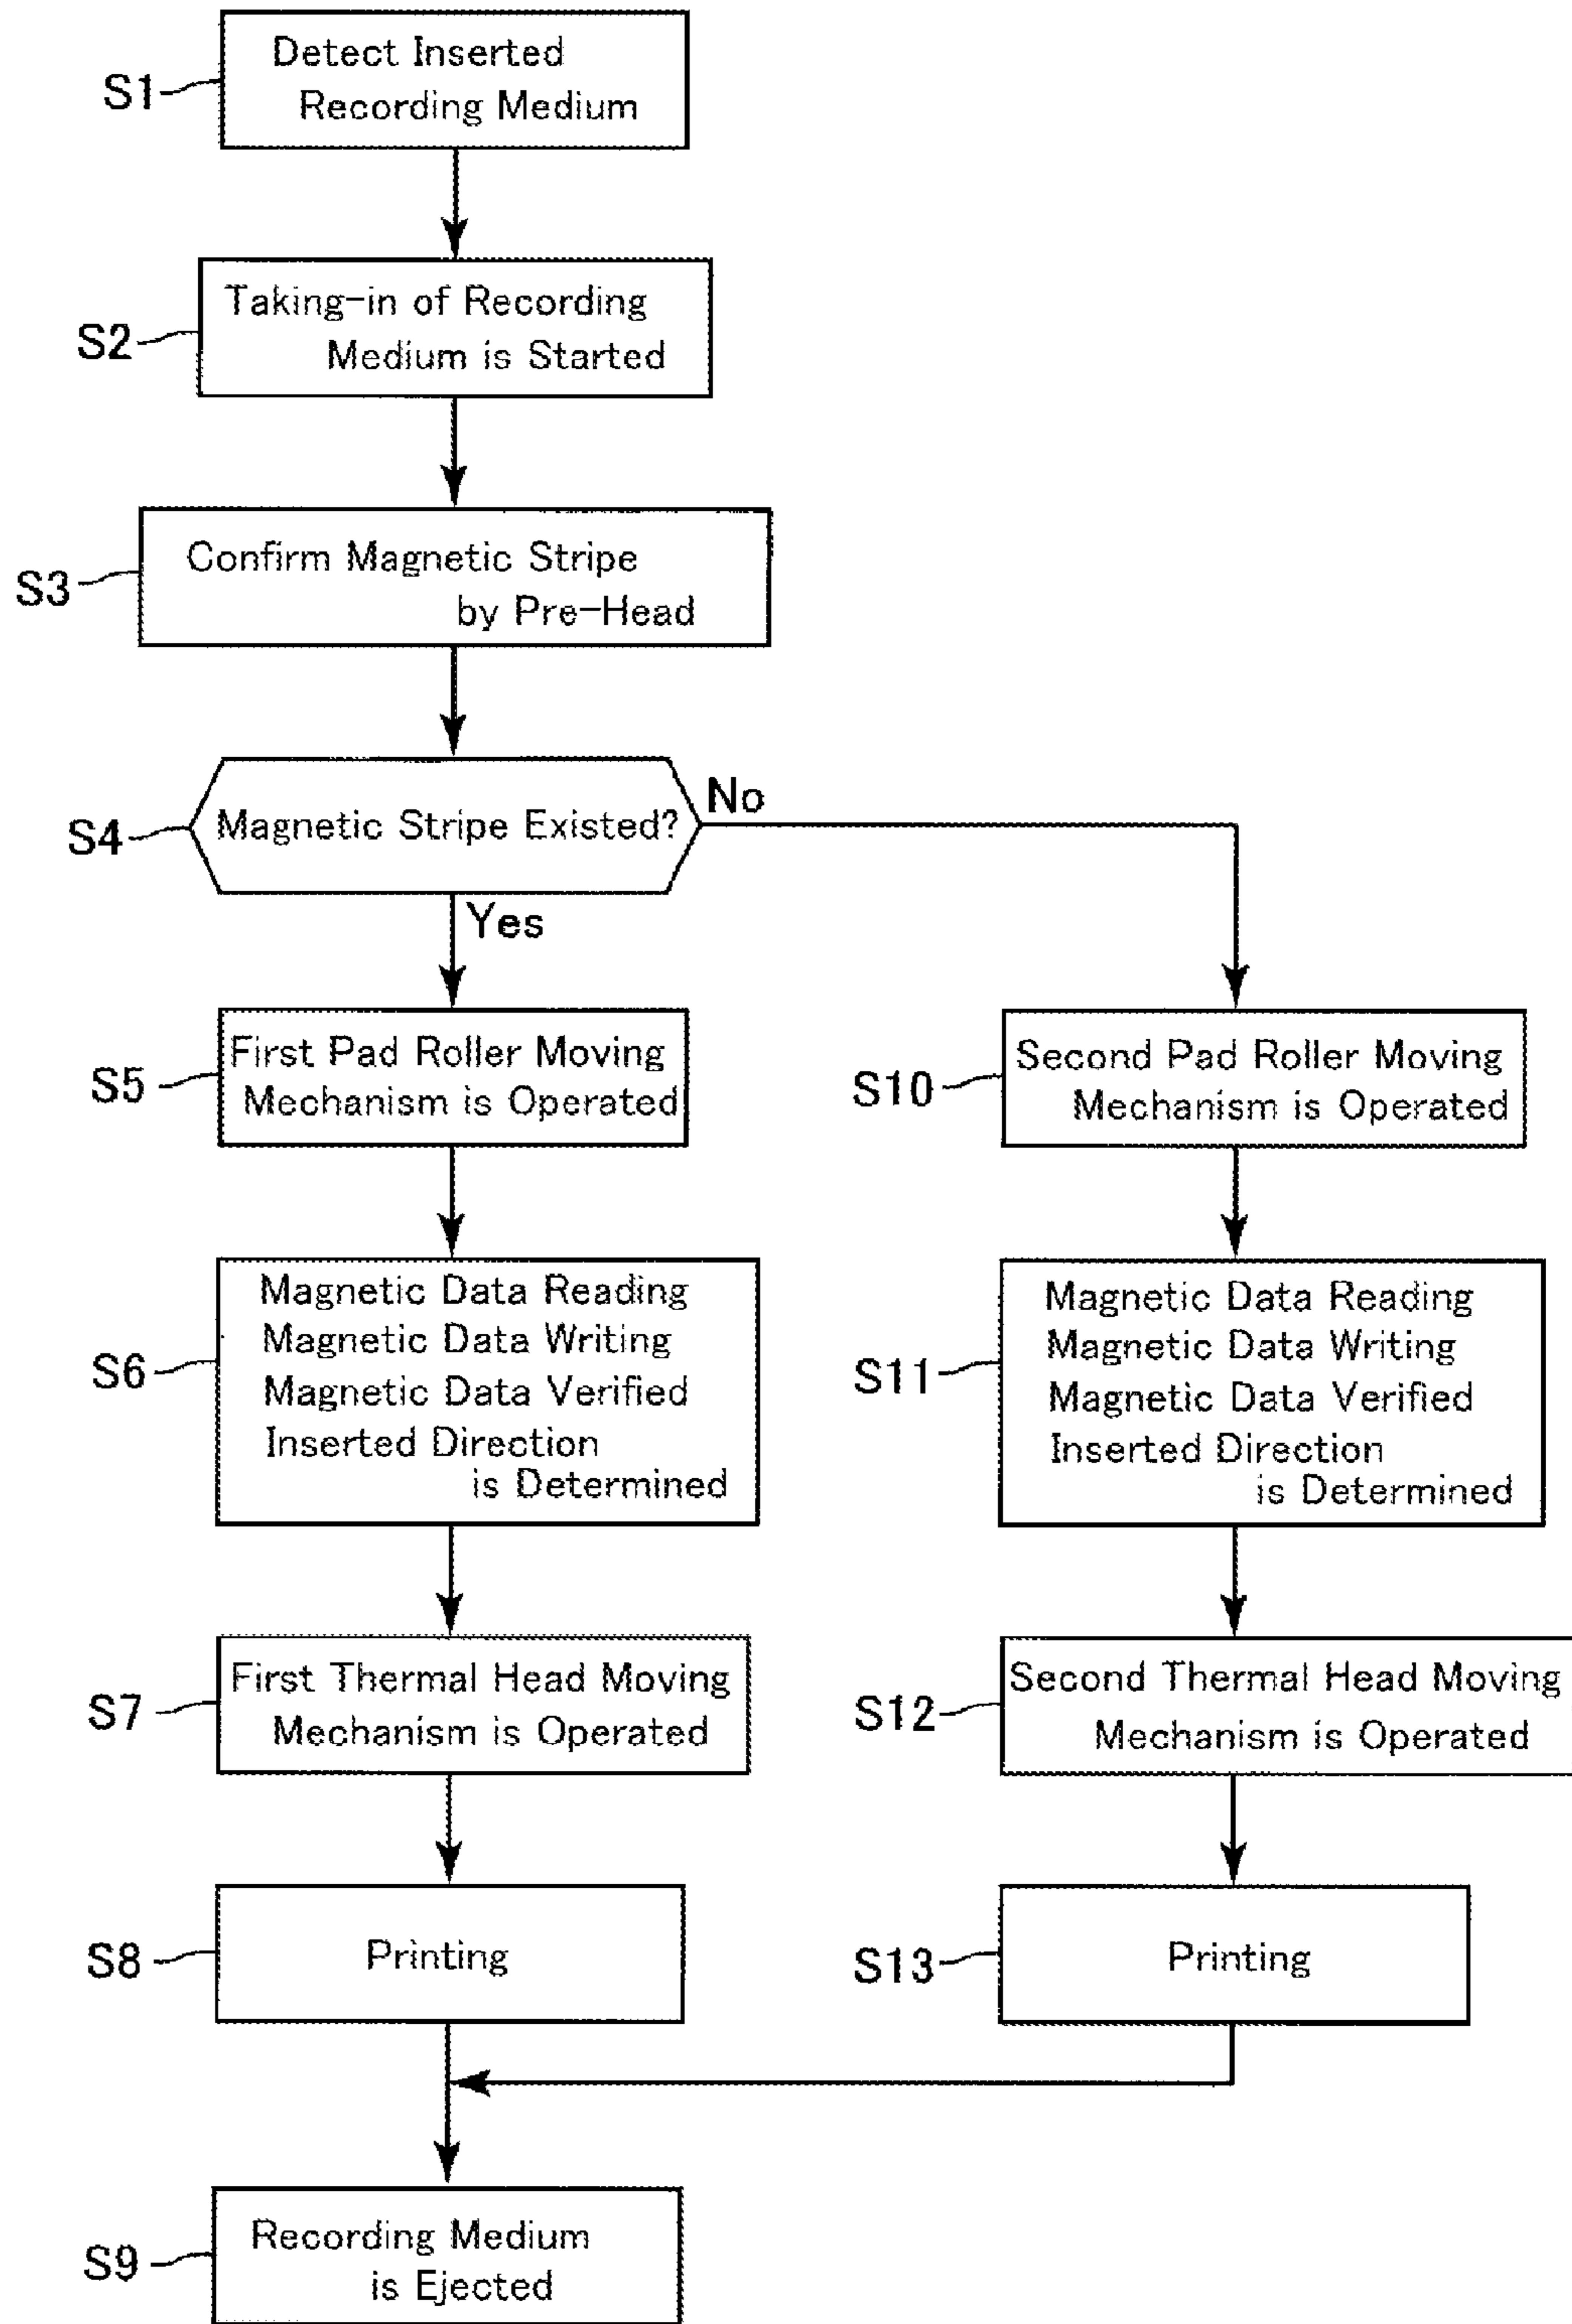 S1
Detect Inserted
Recording Medium
S2
Taking-in of Recording
Medium is Started
S3
Confirm Magnetic Stripe
by Pre-Head
S4
Magnetic Stripe Existed?
No
Yes
S5
First Pad Roller Moving
Mechanism is Operated
S6
Magnetic Data Reading
Magnetic Data Writing
Magnetic Data Verified
Inserted Direction
is Determined
S7
First Thermal Head Moving
Mechanism is Operated
S8
Printing
S10
Second Pad Roller Moving
Mechanism is Operated
S11
Magnetic Data Reading
Magnetic Data Writing
Magnetic Data Verified
Inserted Direction
is Determined
S12
Second Thermal Head Moving
Mechanism is Operated
S13
Printing
S9
Recording Medium
is Ejected